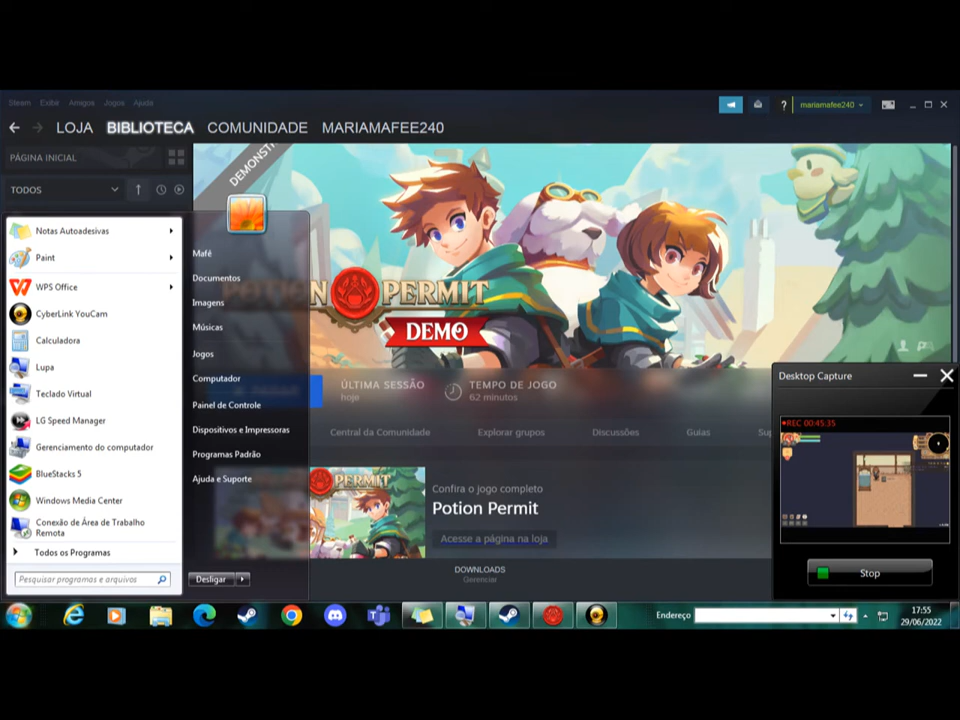 Steam Exibir Amigos Jogos Ajuda
? mariamafee240
LOJA BIBLIOTECA COMUNIDADE MARIAMAFEE240
PÁGINA INICIAL
TODOS
Notas Autoadesivas
Paint
WPS Office
CyberLink YouCam
Calculadora
Lupa
Teclado Virtual
LG Speed Manager
Gerenciamento do computador
BlueStacks 5
Windows Media Center
Conexão de Área de Trabalho
Remota
Todos os Programas
Pesquisar programas e arquivos
Mafê
Documentos
Imagens
Músicas
Jogos
Computador
Painel de Controle
Dispositivos e Impressoras
Programas Padrão
Ajuda e Suporte
Desligar
PERMIT
DEMO
ÚLTIMA SESSÃO
hoje
TEMPO DE JOGO
62 minutos
Central da Comunidade Explorar grupos Discussões Guias
PERMIT
Confira o jogo completo
Potion Permit
Acesse a página na loja
DOWNLOADS
Gerenciar
Desktop Capture
REC 00:45:35
Stop
Endereço
17:55
29/06/2022